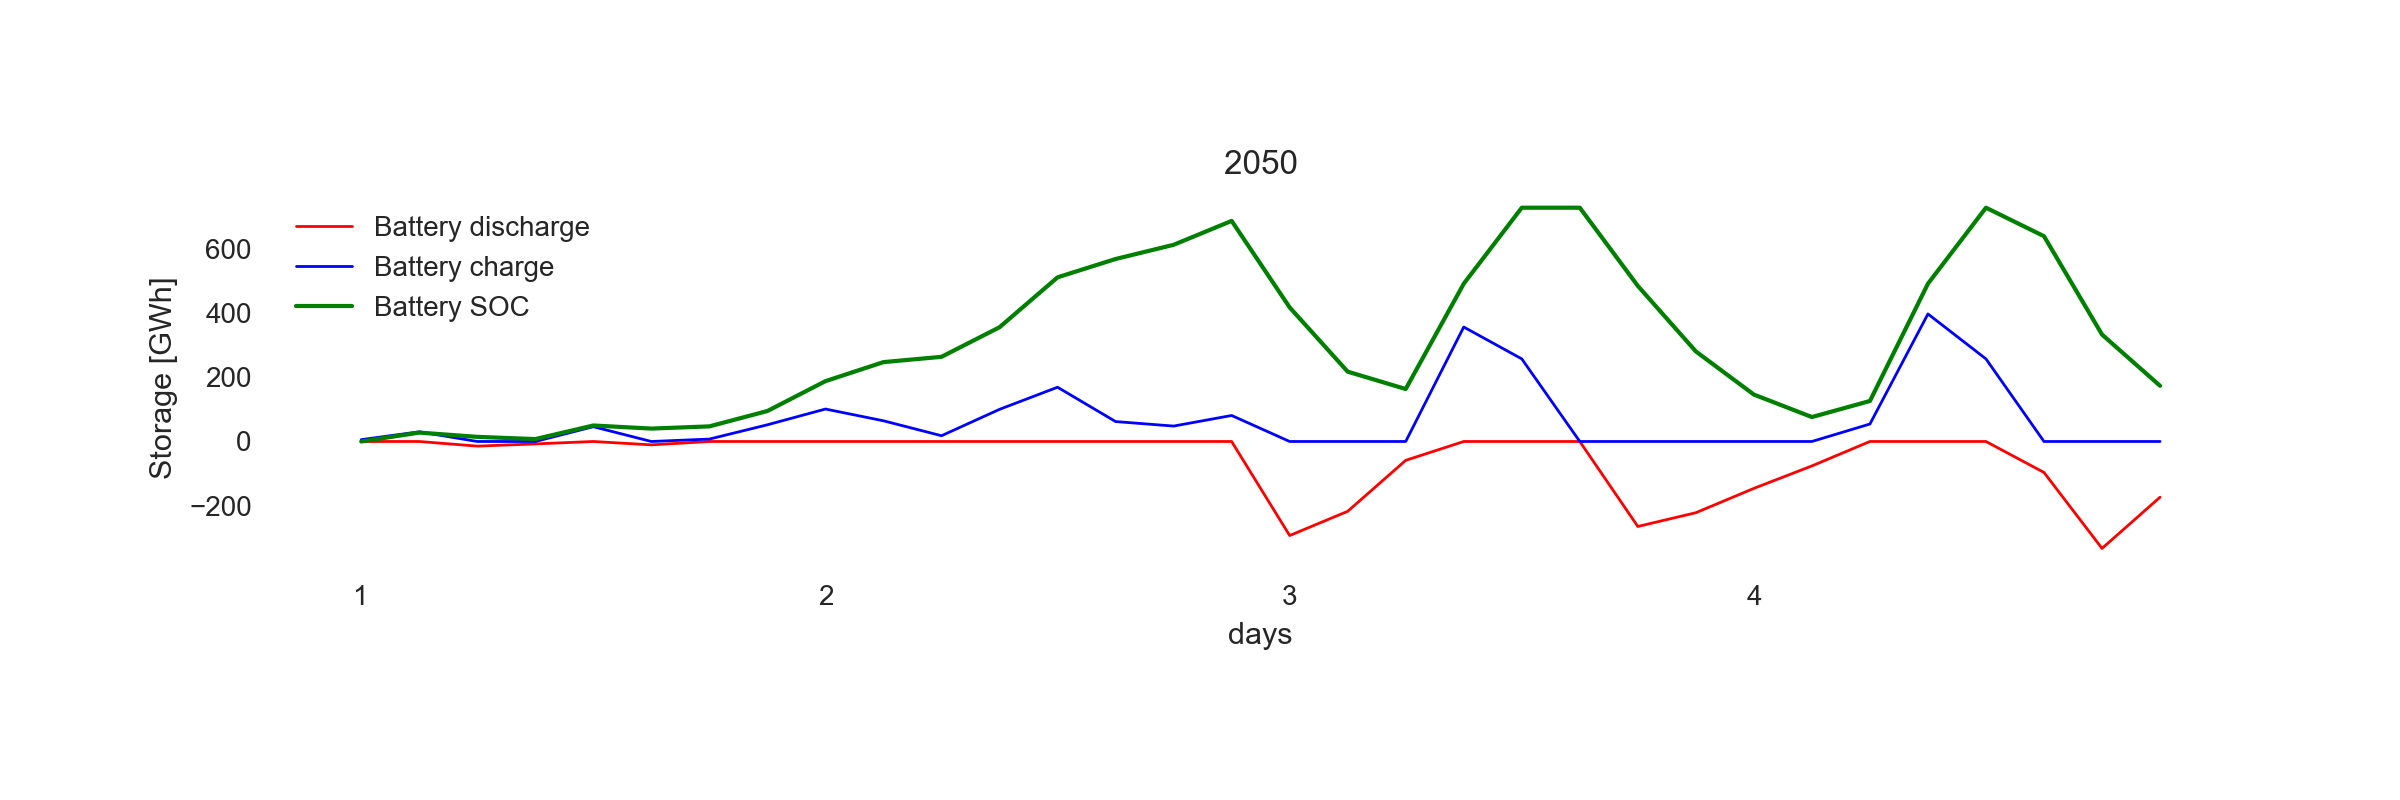 2050
Battery discharge
Battery charge
Battery SOC
Storage [GWh]
600
400
200
0
−200
1 2 3 4
days